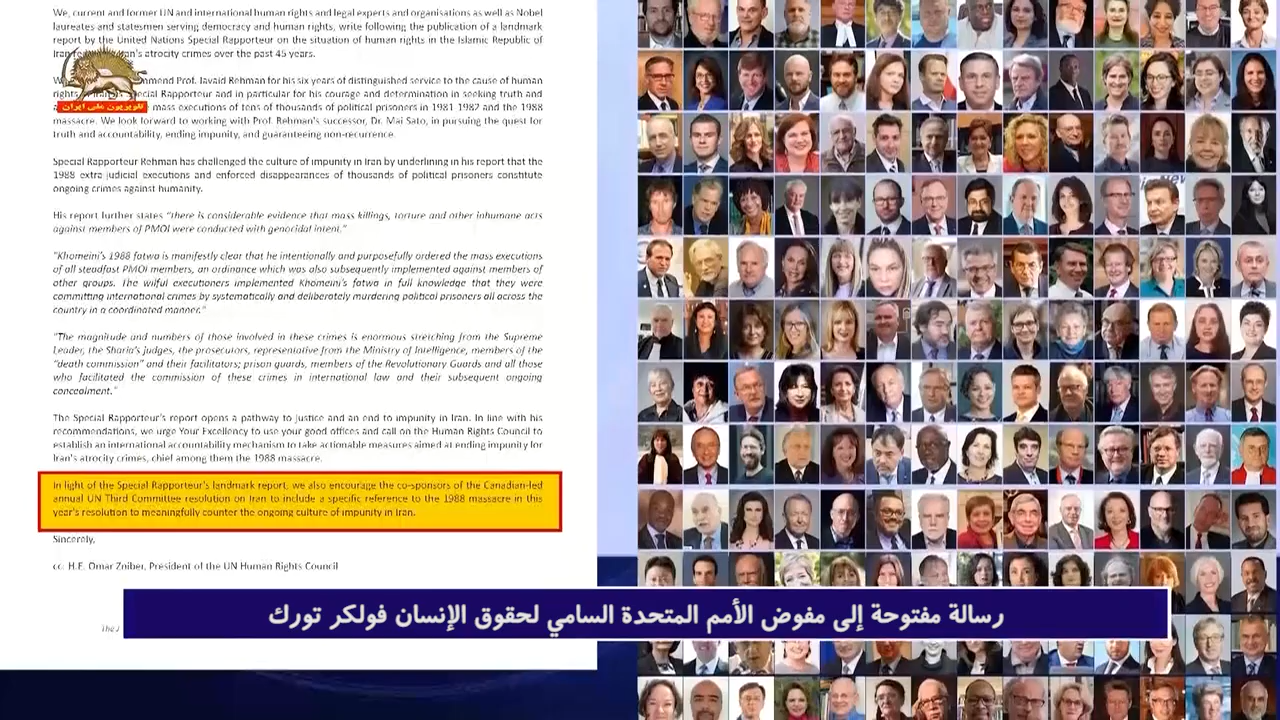 We, current and former UN and international human rights and legal experts and organisations as well as Nobel
laureates and statesmen serving democracy and human rights, write following the publication of a landmark
report by the United Nations Special Rapporteur on the situation of human rights in the Islamic Republic of
Iran's atrocity crimes over the past 45 years.
mmend Prof. Javaid Rehman for his six years of distinguished service to the cause of human
rights Special Rapporteur and in particular for his courage and determination in seeking truth and
mass executions of tens of thousands of political prisoners in 1981-1982 and the 1988
massacre. We look forward to working with Prof. Rehman's successor, Dr. Mai Sato, in pursuing the quest for
truth and accountability, ending impunity, and guaranteeing non-recurrence.
تلویزیون ملی ایران
Special Rapporteur Rehman has challenged the culture of impunity in Iran by underlining in his report that the
1988 extra-judicial executions and enforced disappearances of thousands of political prisoners constitute
ongoing crimes against humanity.
His report further states "there is considerable evidence that mass killings, torture and other inhumane acts
against members of PMOI were conducted with genocidal intent."
"Khomeini's 1988 fatwa is manifestly clear that he intentionally and purposefully ordered the mass executions
of all steadfast PMOI members, an ordinance which was also subsequently implemented against members of
other groups. The wilful executioners implemented Khomeini's fatwa in full knowledge that they were
committing international crimes by systematically and deliberately murdering political prisoners all across the
country in a coordinated manner."
"The magnitude and numbers of those involved in these crimes is enormous stretching from the Supreme
Leader, the Sharia's judges, the prosecutors, representative from the Ministry of Intelligence, members of the
"death commission" and their facilitators; prison guards, members of the Revolutionary Guards and all those
who facilitated the commission of these crimes in international law and their subsequent ongoing
concealment."
The Special Rapporteur's report opens a pathway to justice and an end to impunity in Iran. In line with his
recommendations, we urge Your Excellency to use your good offices and call on the Human Rights Council to
establish an international accountability mechanism to take actionable measures aimed at ending impunity for
Iran's atrocity crimes, chief among them the 1988 massacre.
In light of the Special Rapporteur's landmark report, we also encourage the co-sponsors of the Canadian-led
annual UN Third Committee resolution on Iran to include a specific reference to the 1988 massacre in this
year's resolution to meaningfully counter the ongoing culture of impunity in Iran.
Sincerely,
cc. H.E. Omar Zniber, President of the UN Human Rights Council
رسالة مفتوحة إلى مفوض الأمم المتحدة السامي لحقوق الإنسان فولكر تورك
The J